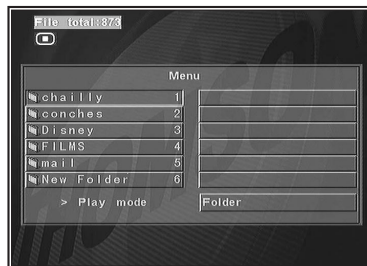 File total:873
Menu
chailly 1
conches 2
Disney 3
FILMS 4
mail 5
New Folder 6
> Play mode Folder
THOMSON